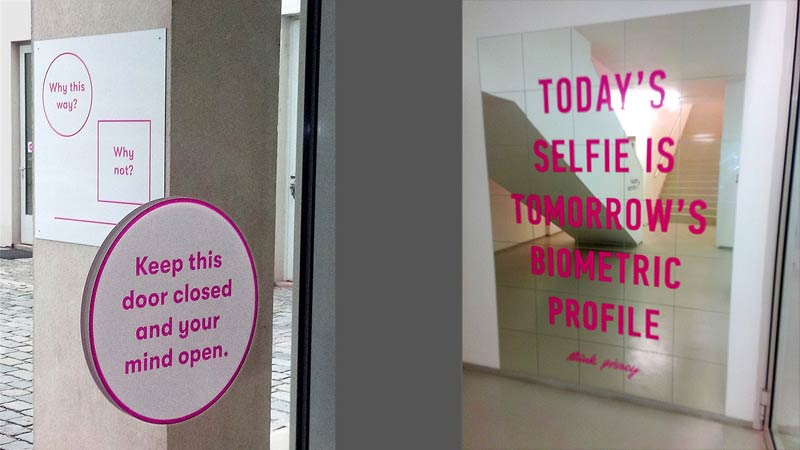 Why this
way?
Why
not?
Keep this
door closed
and your
mind open.
TODAY'S
SELFIE IS
TOMORROW'S
BIOMETRIC
PROFILE
think privacy